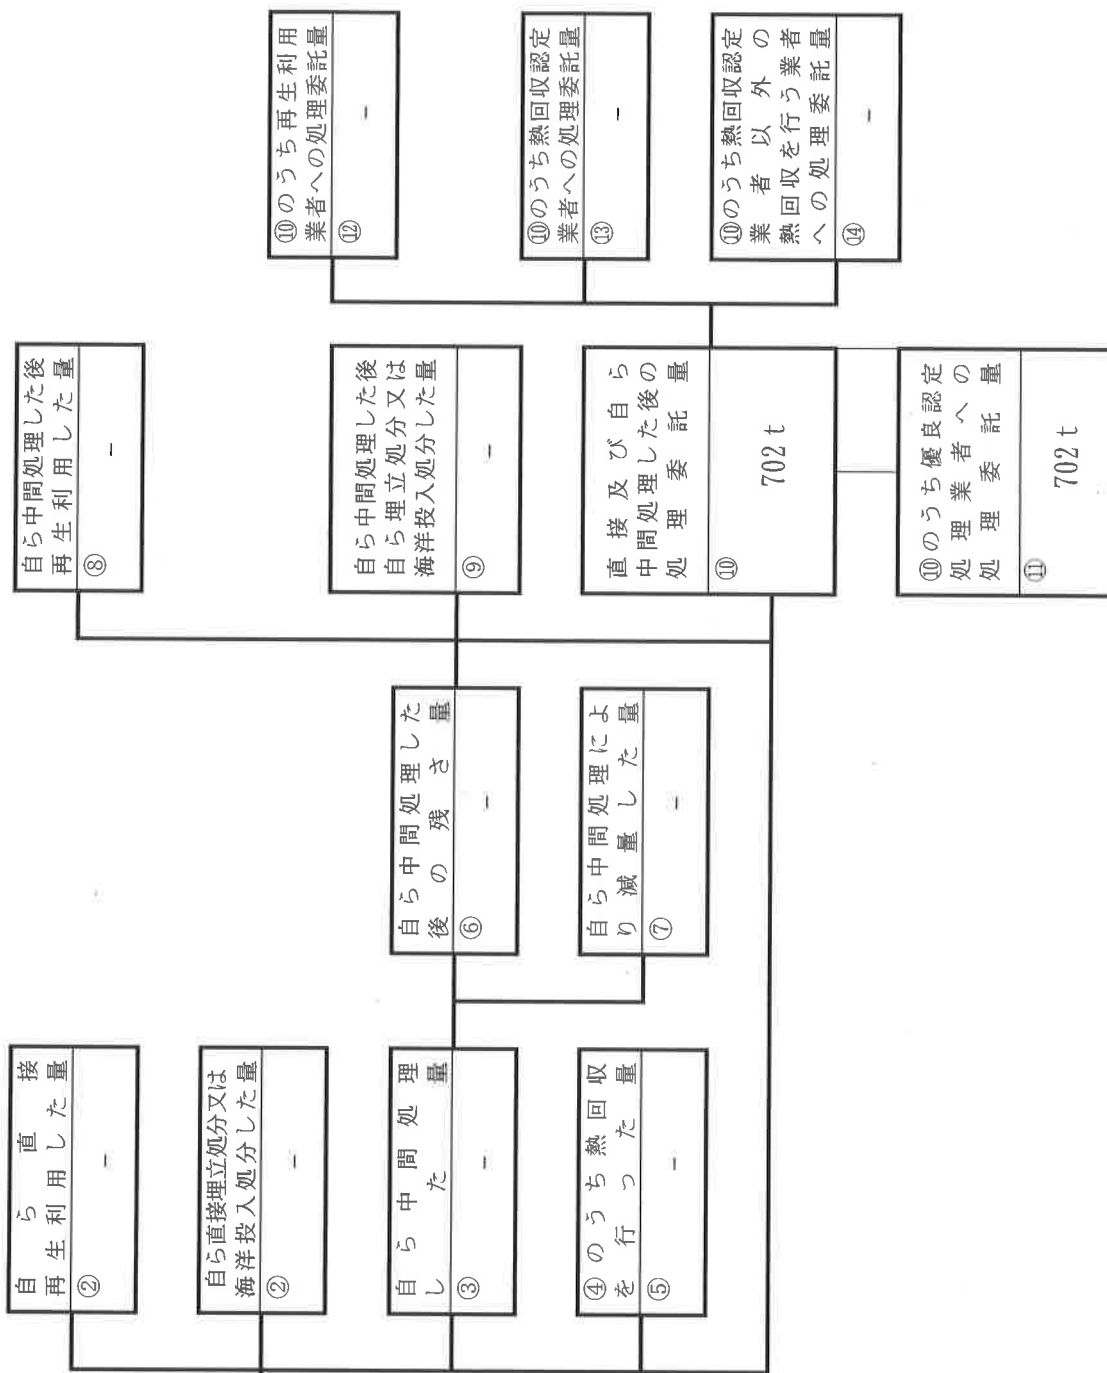 自ら直接
再生利用した量
②
－
自ら直接埋立処分又は
海洋投入処分した量
②
－
自ら中間処理
した量
③
－
④のうち熱回収
を行った量
⑤
－
自ら中間処理した
後の残さ量
⑥
－
自ら中間処理によ
り減量した量
⑦
－
自ら中間処理した後
再生利用した量
⑧
－
自ら中間処理した後
自ら埋立処分又は
海洋投入処分した量
⑨
－
直接及び自ら
中間処理した後の
処理委託量
⑩
702t
⑩のうち優良認定
処理業者への
処理委託量
⑪
702t
⑩のうち再生利用
業者への処理委託量
⑫
－
⑩のうち熱回収認定
業者への処理委託量
⑬
－
⑩のうち熱回収認定
業者以外の
熱回収を行う業者
への処理委託量
⑭
－